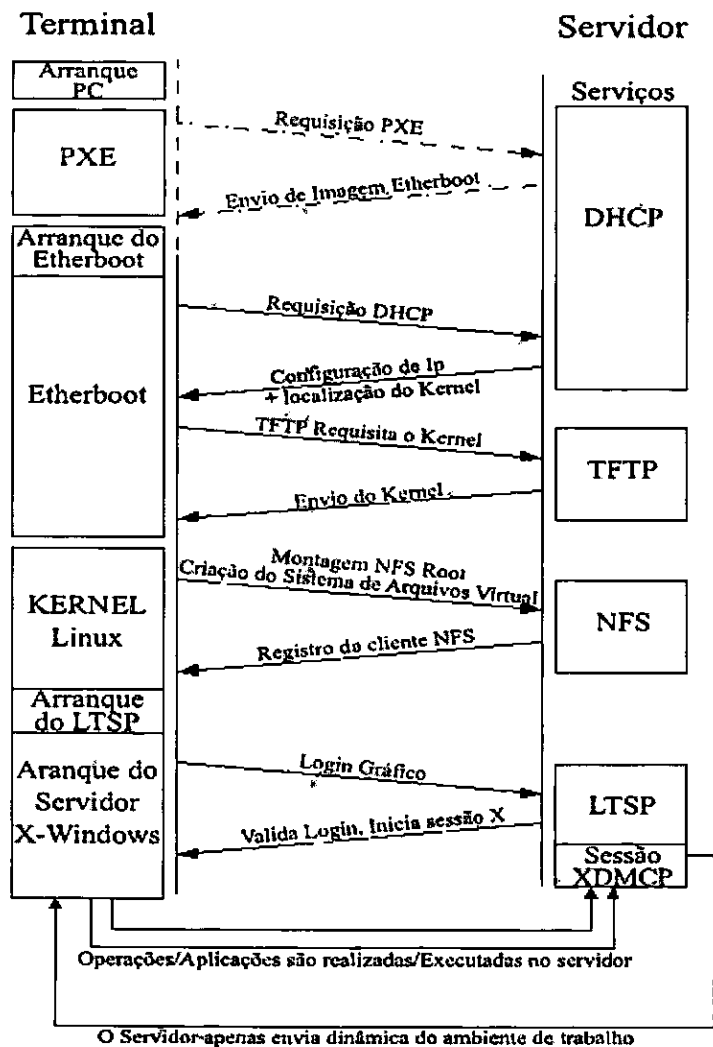 Terminal
Servidor
Arranque
PC
Serviços
Requisição PXE
PXE
DHCP
Envio de Imagem Etherboot
Arranque do
Etherboot
Requisição DHCP
Etherboot
Configuração de Ip
+ localização do Kernel
TFTP Requisita o Kernel
TFTP
Envio do Kernel
Montagem NFS Root
Criação do Sistema de Arquivos Virtual
KERNEL
Linux
NFS
Registro da cliente NFS
Arranque
do LTSP
Login Gráfico
Aranque do
Servidor
X-Windows
LTSP
Valida Login, Inicia sessão X
Sessão
XDMCP
Operações/Aplicações são realizadas/Executadas no servidor
O Servidor apenas envia dinâmica do ambiente de trabalho